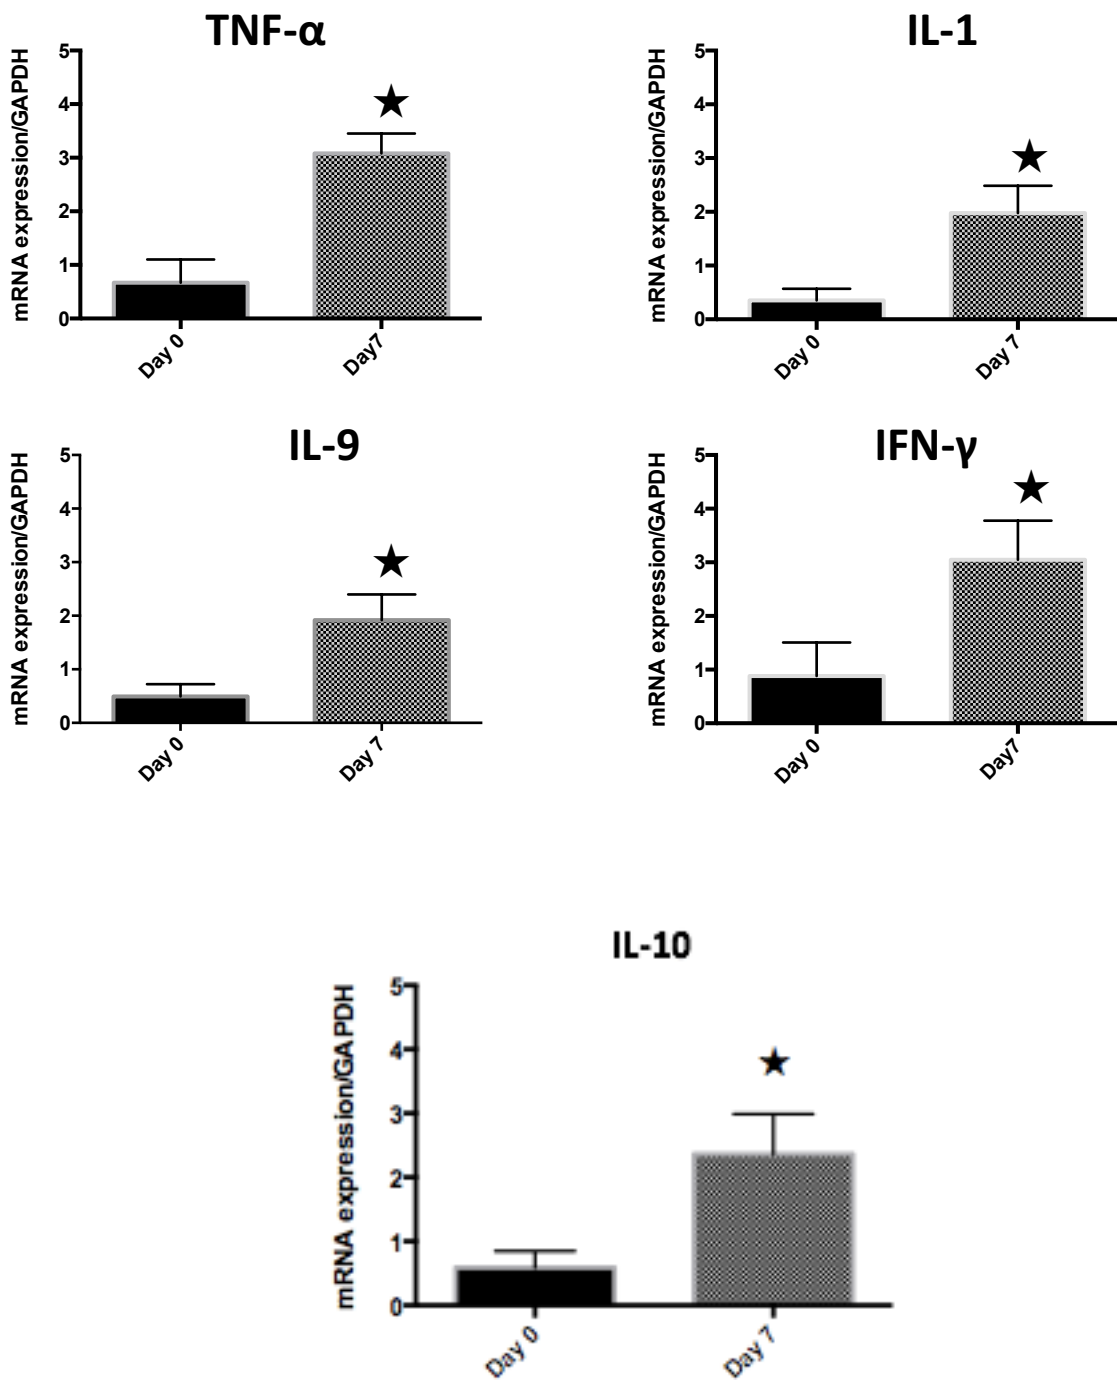 TNF-α
mRNA expression/GAPDH
5
4
3
2
1
0
Day 0
Day7
IL-1
mRNA expression/GAPDH
5
4
3
2
1
0
Day 0
Day 7
IL-9
mRNA expression/GAPDH
5
4
3
2
1
0
Day 0
Day 7
IFN-γ
mRNA expression/GAPDH
5
4
3
2
1
0
Day 0
Day7
IL-10
mRNA expression/GAPDH
5
4
3
2
1
0
Day 0
Day 7